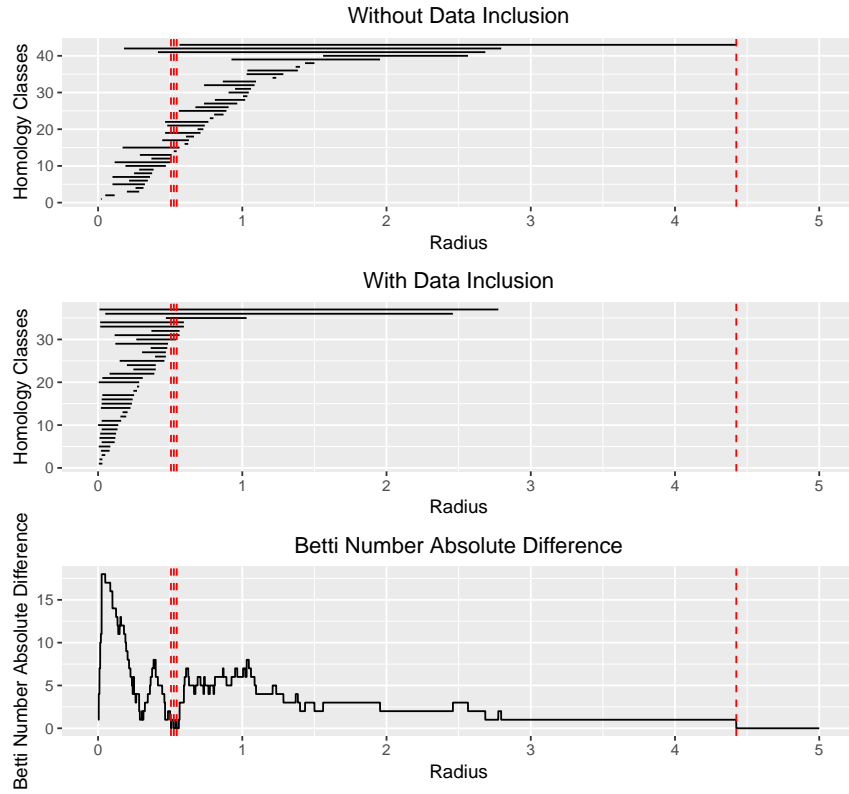 Without Data Inclusion
Homology Classes
40
30
20
10
0
0 1 2 3 4 5
Radius
With Data Inclusion
Homology Classes
30
20
10
0
0 1 2 3 4 5
Radius
Betti Number Absolute Difference
Betti Number Absolute Difference
15
10
5
0
0 1 2 3 4 5
Radius